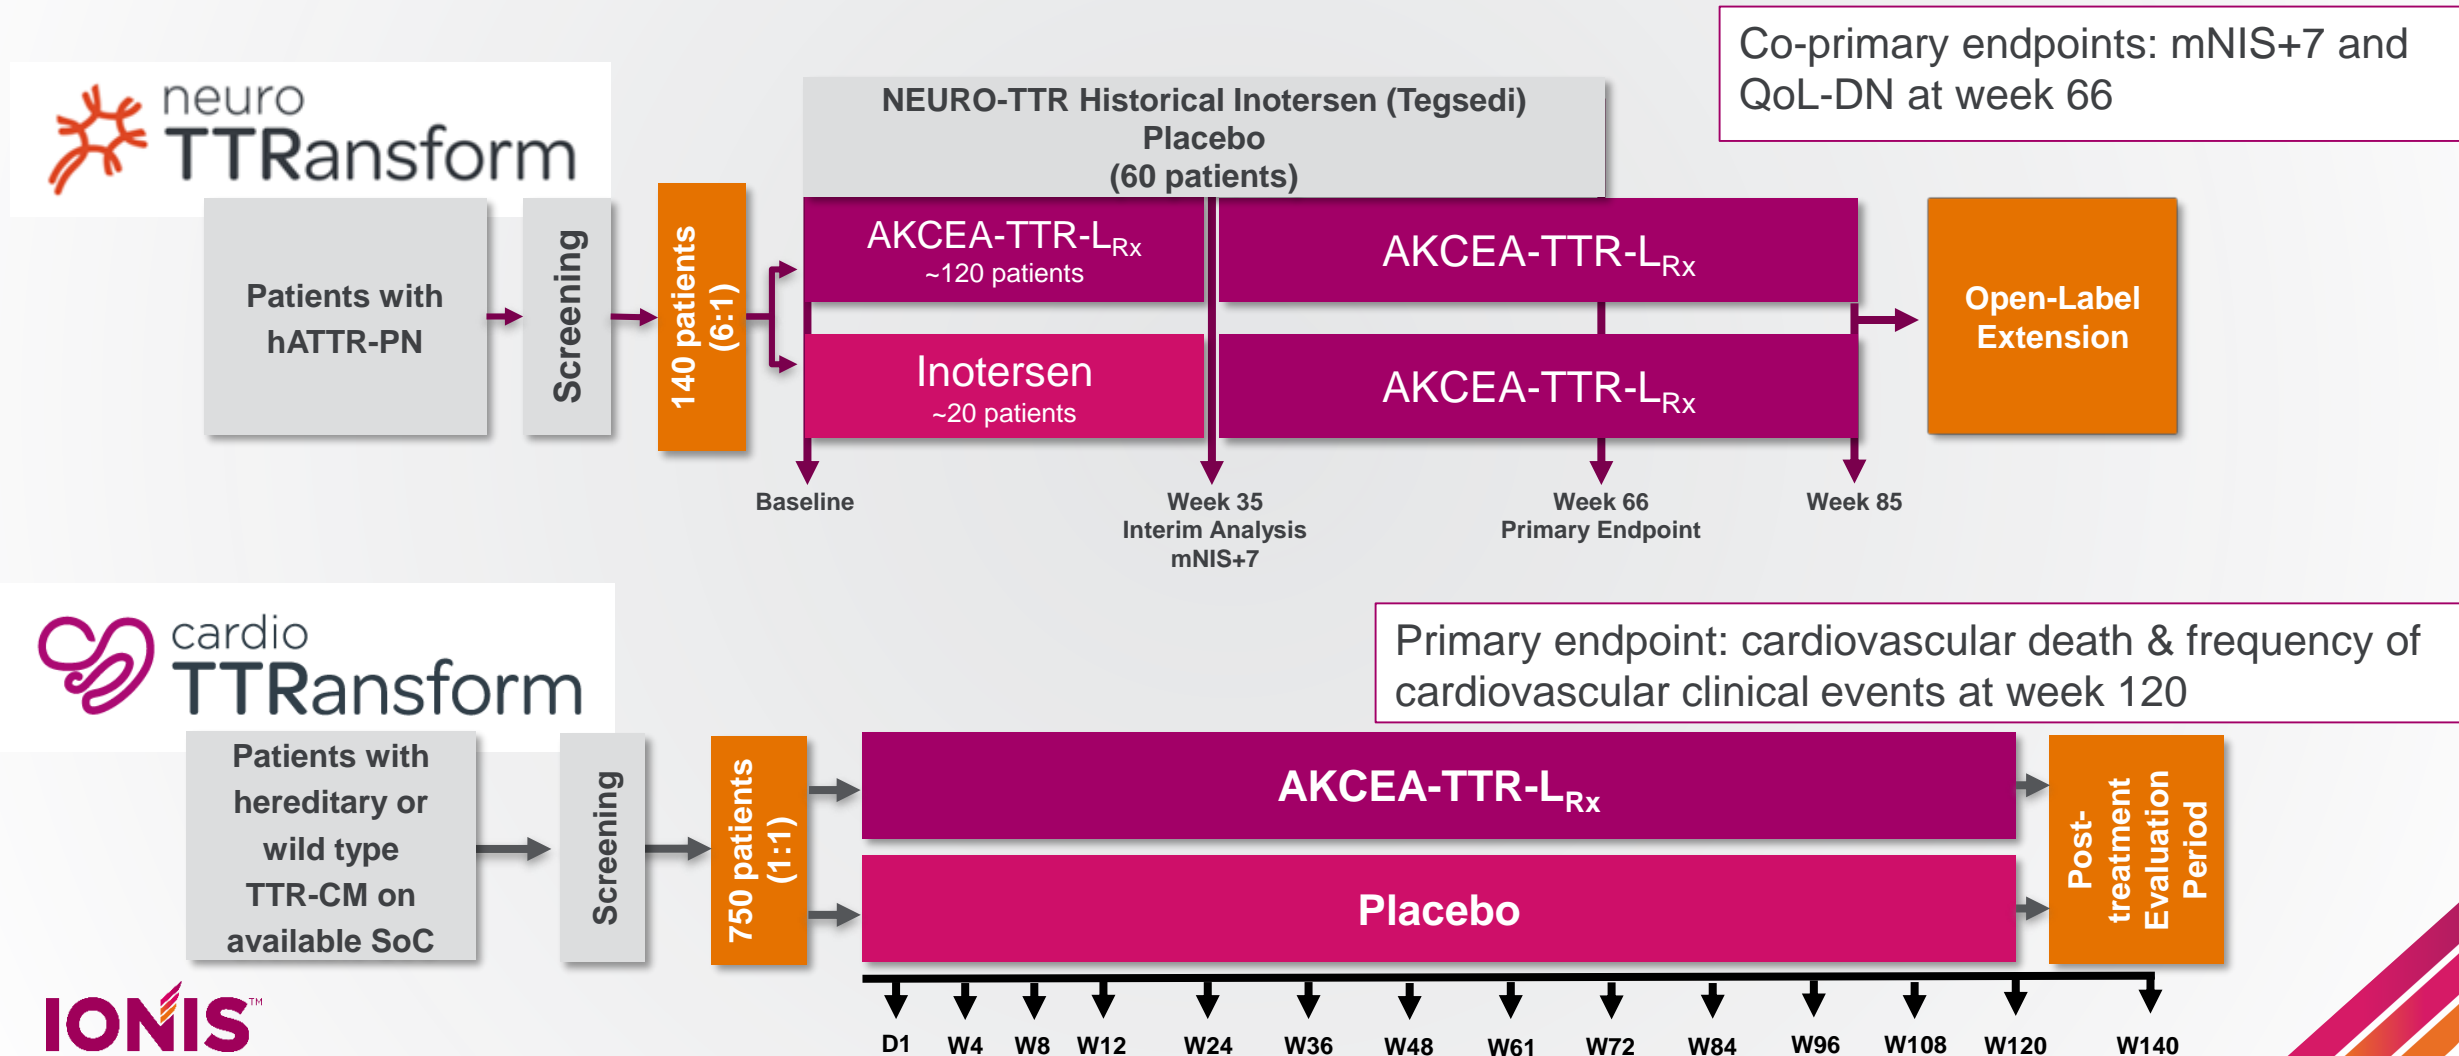 Co-primary endpoints: mNIS+7 and
QoL-DN at week 66
neuro
TTRansform
NEURO-TTR Historical Inotersen (Tegsedi)
Placebo
(60 patients)
Patients with
hATTR-PN
Screening
140 patients
(6:1)
AKCEA-TTR-LRx
~120 patients
AKCEA-TTR-LRx
Inotersen
~20 patients
AKCEA-TTR-LRx
Open-Label
Extension
Baseline
Week 35
Interim Analysis
mNIS+7
Week 66
Primary Endpoint
Week 85
cardio
TTRansform
Primary endpoint: cardiovascular death & frequency of
cardiovascular clinical events at week 120
Patients with
hereditary or
wild type
TTR-CM on
available SoC
Screening
750 patients
(1:1)
AKCEA-TTR-LRx
Placebo
Post-
treatment
Evaluation
Period
D1 W4 W8 W12 W24 W36 W48 W61 W72 W84 W96 W108 W120 W140
IONIS™